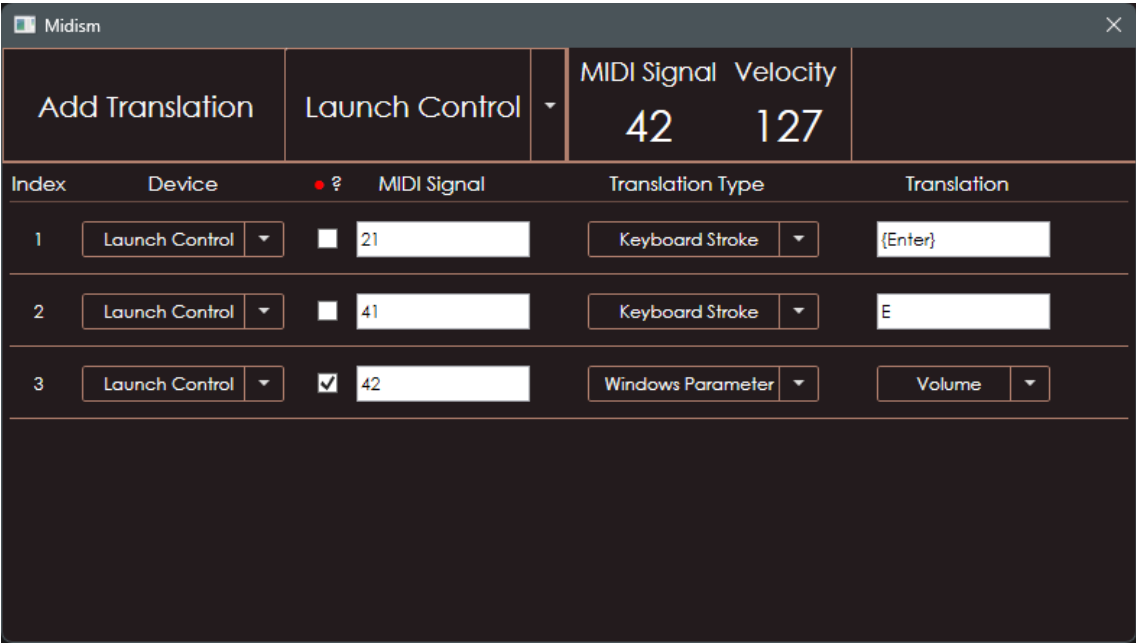 Midism
Add Translation
Launch Control
MIDI Signal Velocity
42 127
Index Device ? MIDI Signal Translation Type Translation
1 Launch Control 21 Keyboard Stroke {Enter}
2 Launch Control 41 Keyboard Stroke E
3 Launch Control 42 Windows Parameter Volume